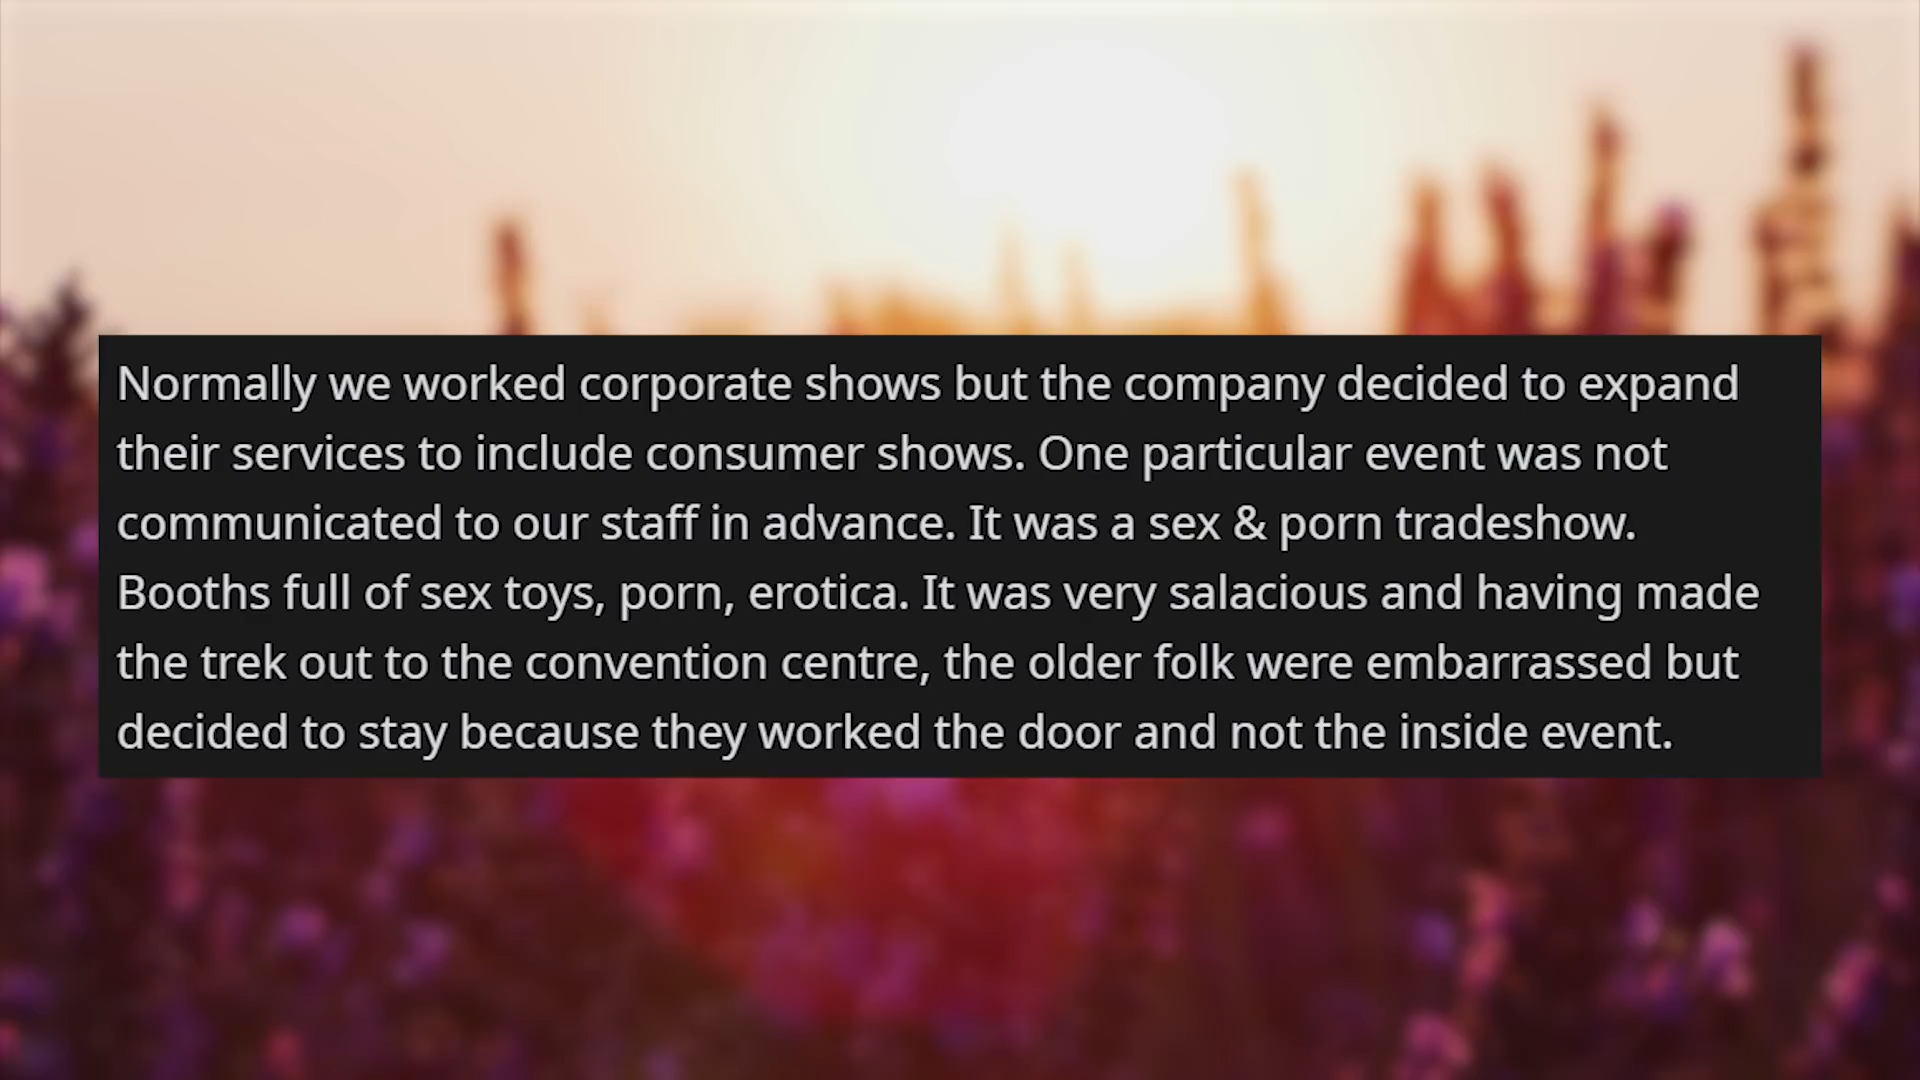 Normally we worked corporate shows but the company decided to expand
their services to include consumer shows. One particular event was not
communicated to our staff in advance. It was a sex & porn tradeshow.
Booths full of sex toys, porn, erotica. It was very salacious and having made
the trek out to the convention centre, the older folk were embarrassed but
decided to stay because they worked the door and not the inside event.